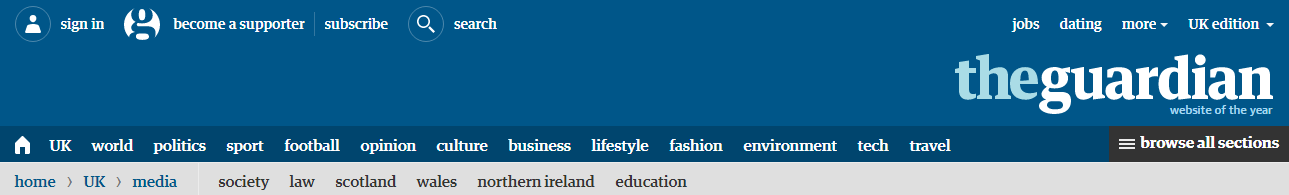 sign in become a supporter subscribe search jobs dating more UK edition
theguardian
website of the year
UK world politics sport football opinion culture business lifestyle fashion environment tech travel browse all sections
home › UK › media society law scotland wales northern ireland education